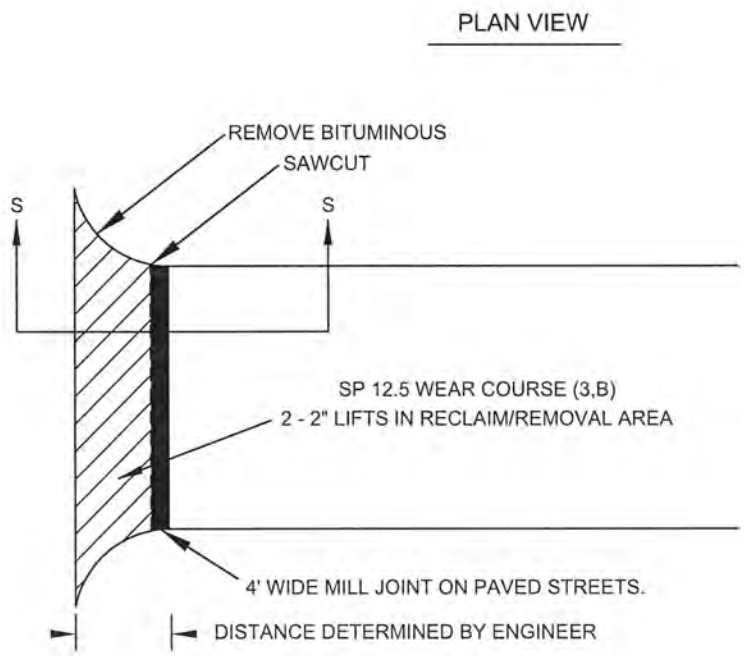 PLAN VIEW
REMOVE BITUMINOUS
SAWCUT
S S
SP 12.5 WEAR COURSE (3,B)
2 - 2" LIFTS IN RECLAIM/REMOVAL AREA
4' WIDE MILL JOINT ON PAVED STREETS.
DISTANCE DETERMINED BY ENGINEER